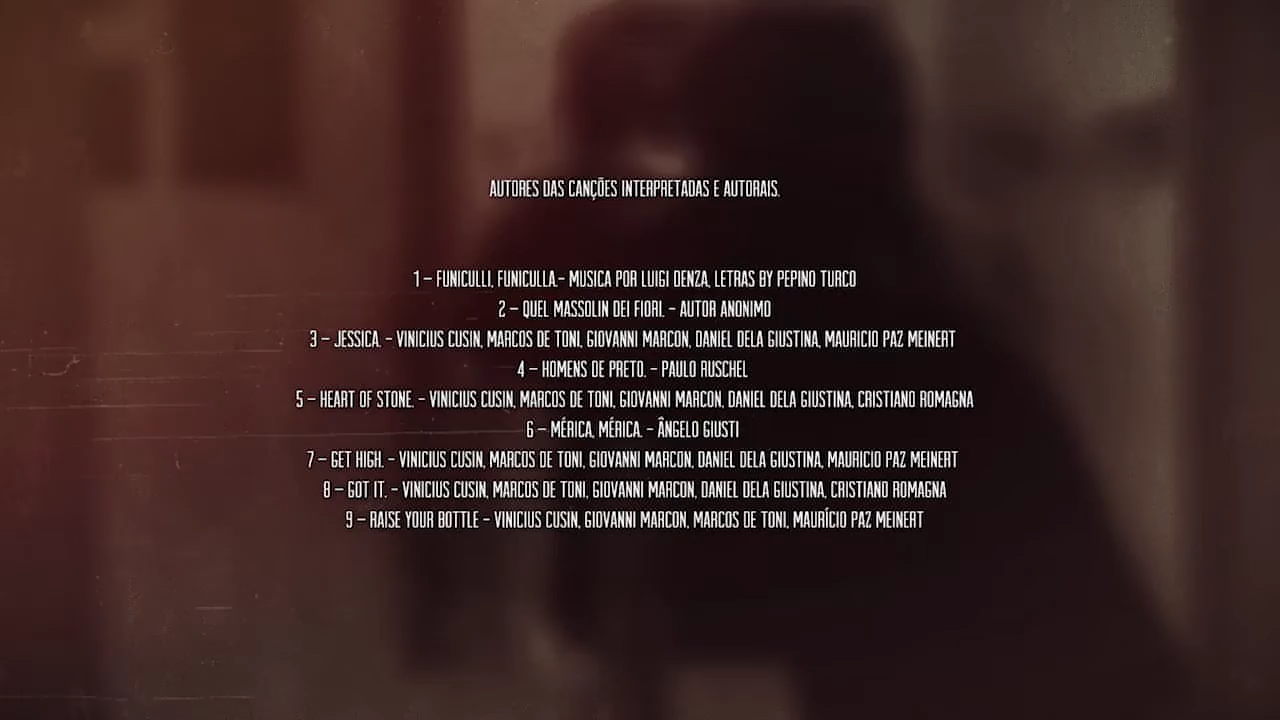 AUTORES DAS CANÇÕES INTERPRETADAS E AUTORAIS.
1 – FUNICULLI, FUNICULLA.- MUSICA POR LUIGI DENZA, LETRAS BY PEPINO TURCO
2 – QUEL MASSOLIN DEI FIORI. – AUTOR ANONIMO
3 – JESSICA. – VINICIUS CUSIN, MARCOS DE TONI, GIOVANNI MARCON, DANIEL DELA GIUSTINA, MAURICIO PAZ MEINERT
4 – HOMENS DE PRETO. – PAULO RUSCHEL
5 – HEART OF STONE. – VINICIUS CUSIN, MARCOS DE TONI, GIOVANNI MARCON, DANIEL DELA GIUSTINA, CRISTIANO ROMAGNA
6 – MÉRICA, MÉRICA. – ÂNGELO GIUSTI
7 – GET HIGH. – VINICIUS CUSIN, MARCOS DE TONI, GIOVANNI MARCON, DANIEL DELA GIUSTINA, MAURICIO PAZ MEINERT
8 – GOT IT. – VINICIUS CUSIN, MARCOS DE TONI, GIOVANNI MARCON, DANIEL DELA GIUSTINA, CRISTIANO ROMAGNA
9 – RAISE YOUR BOTTLE – VINICIUS CUSIN, GIOVANNI MARCON, MARCOS DE TONI, MAURÍCIO PAZ MEINERT